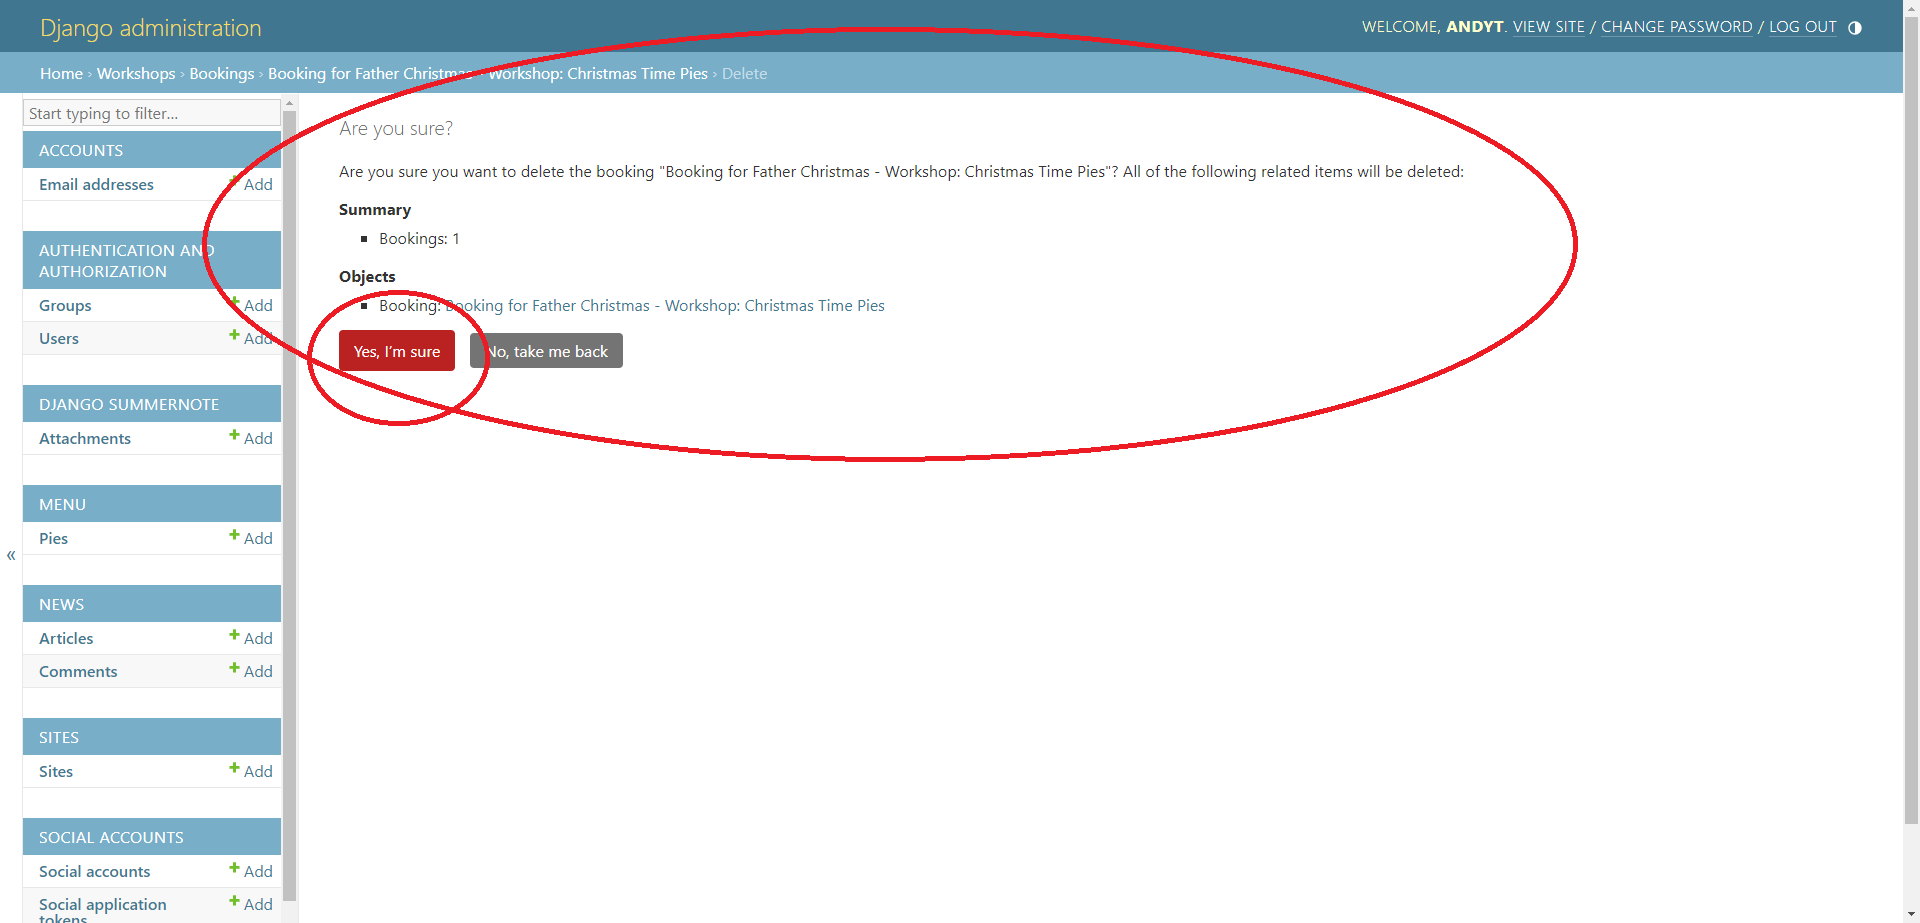 Django administration
WELCOME, ANDYT. VIEW SITE / CHANGE PASSWORD / LOG OUT
Home › Workshops › Bookings › Booking for Father Christmas - Workshop: Christmas Time Pies › Delete
Start typing to filter...
ACCOUNTS
Email addresses Add
AUTHENTICATION AND
AUTHORIZATION
Groups Add
Users Add
DJANGO SUMMERNOTE
Attachments Add
MENU
Pies Add
NEWS
Articles Add
Comments Add
SITES
Sites Add
SOCIAL ACCOUNTS
Social accounts Add
Social application Add
tokens
«
Are you sure?
Are you sure you want to delete the booking "Booking for Father Christmas - Workshop: Christmas Time Pies"? All of the following related items will be deleted:
Summary
Bookings: 1
Objects
Booking: Booking for Father Christmas - Workshop: Christmas Time Pies
Yes, I'm sure
No, take me back